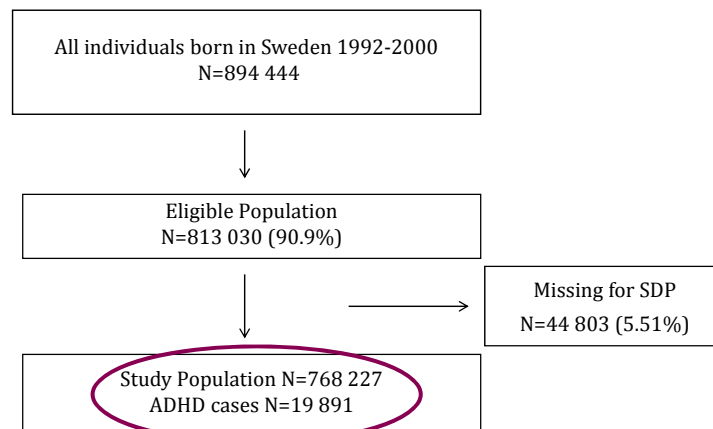 All individuals born in Sweden 1992-2000
N=894 444
Eligible Population
N=813 030 (90.9%)
Missing for SDP
N=44 803 (5.51%)
Study Population N=768 227
ADHD cases N=19 891